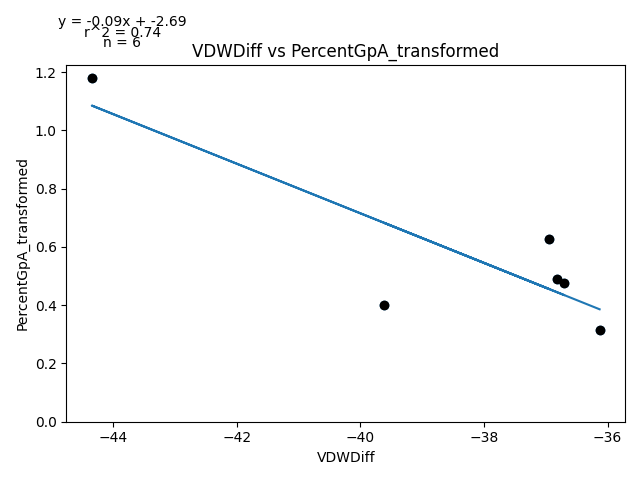 y = -0.09x + -2.69
r^2 = 0.74
n = 6
VDWDiff vs PercentGpA_transformed
1.2
1.0
0.8
0.6
0.4
0.2
0.0
PercentGpA_transformed
−44
−42
−40
−38
−36
VDWDiff